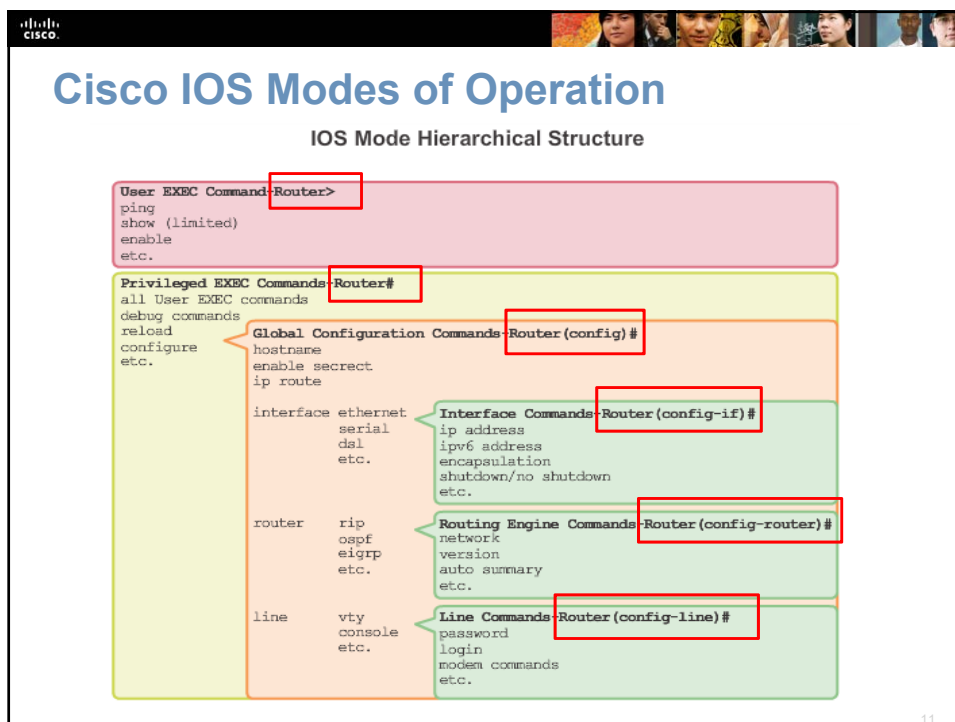 CISCO.
Cisco IOS Modes of Operation
IOS Mode Hierarchical Structure
User EXEC Command-Router>
ping
show (limited)
enable
etc.
Privileged EXEC Commands-Router#
all User EXEC commands
debug commands
reload
configure
etc.
Global Configuration Commands-Router(config)#
hostname
enable secrect
ip route
interface ethernet
serial
dsl
etc.
Interface Commands-Router(config-if)#
ip address
ipv6 address
encapsulation
shutdown/no shutdown
etc.
router rip
ospf
eigrp
etc.
Routing Engine Commands-Router(config-router)#
network
version
auto summary
etc.
line vty
console
etc.
Line Commands-Router(config-line)#
password
login
modem commands
etc.
11